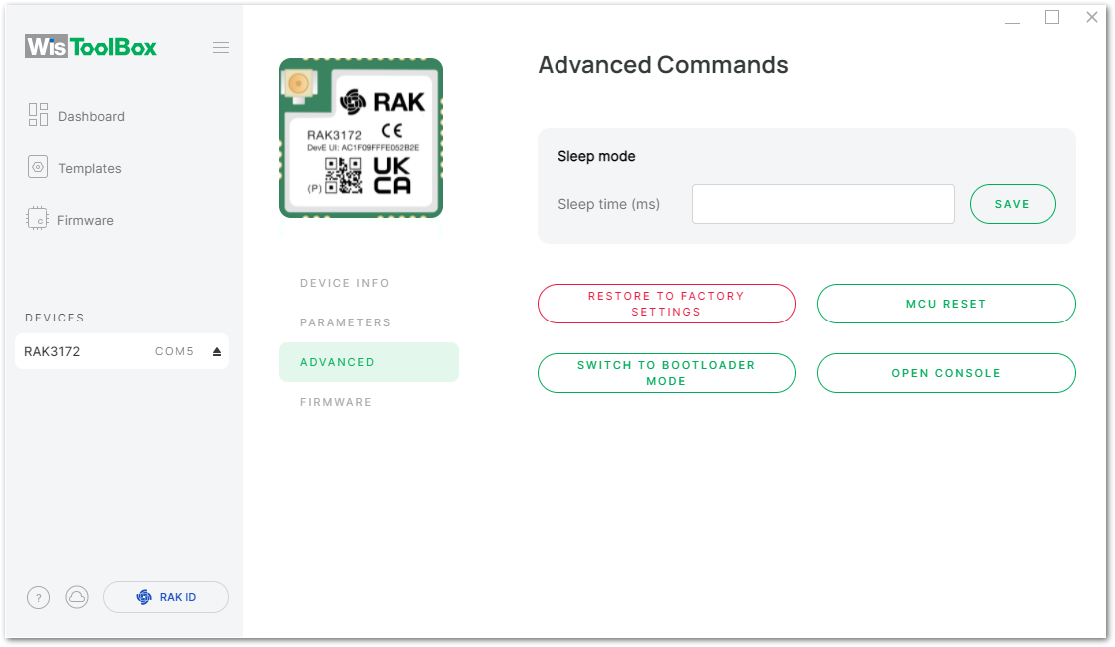 WisToolBox
Dashboard
Templates
Firmware
DEVICES
RAK3172 COM5
?
RAK ID
RAK
RAK3172
DevE UI: AC1F09FFFE052B2E
(P)
UK
CA
DEVICE INFO
PARAMETERS
ADVANCED
FIRMWARE
Advanced Commands
Sleep mode
Sleep time (ms)
SAVE
RESTORE TO FACTORY
SETTINGS
MCU RESET
SWITCH TO BOOTLOADER
MODE
OPEN CONSOLE